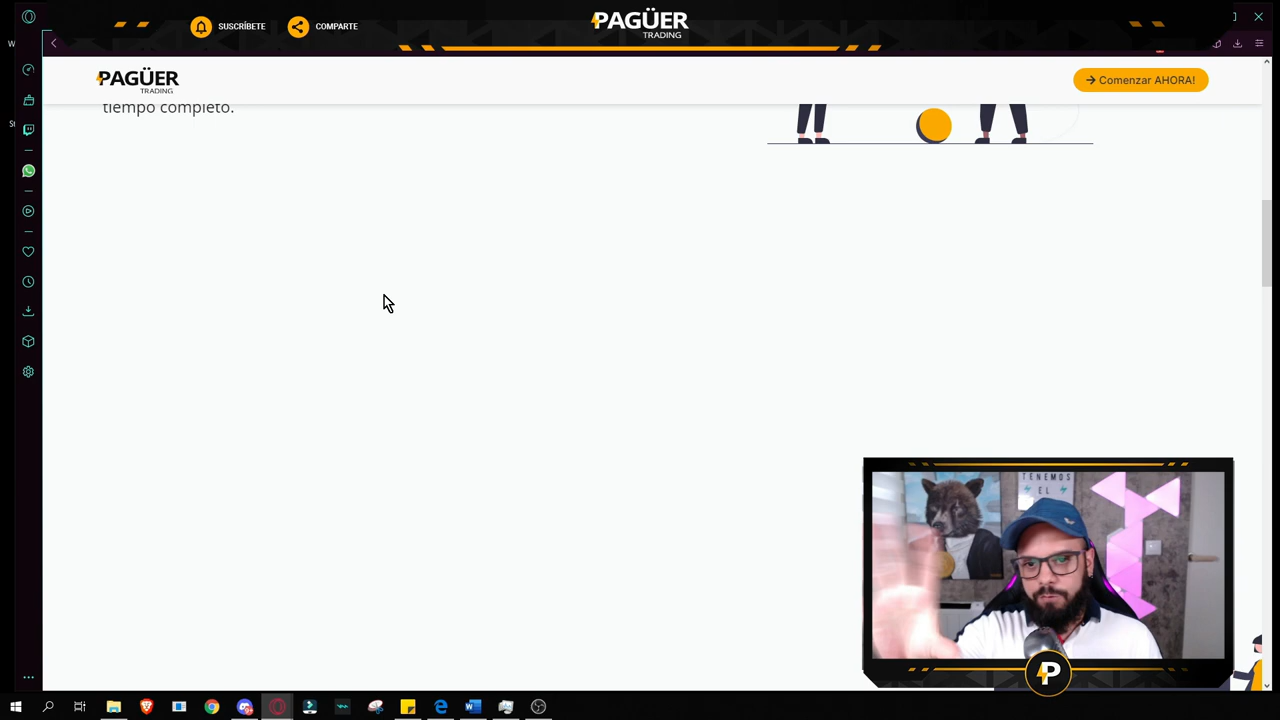 SUSCRÍBETE
COMPARTE
PAGÜER
TRADING
PAGÜER
TRADING
Comenzar AHORA!
tiempo completo.
TENEMOS
EL
P